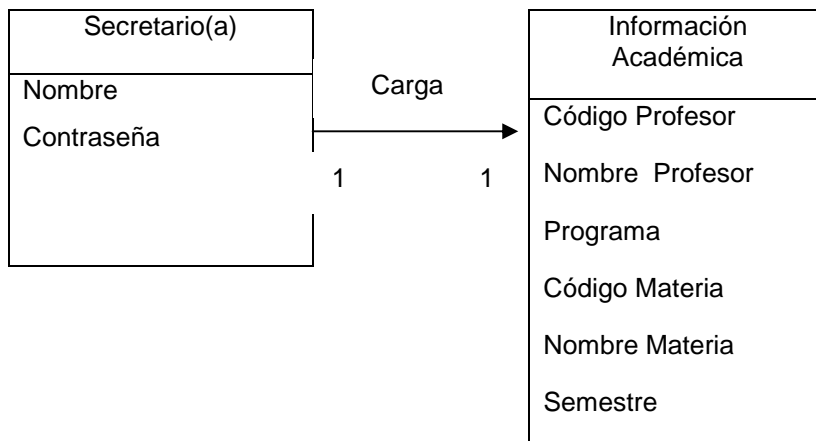 Secretario(a)
Nombre
Contraseña
Carga
1 1
Información
Académica
Código Profesor
Nombre Profesor
Programa
Código Materia
Nombre Materia
Semestre